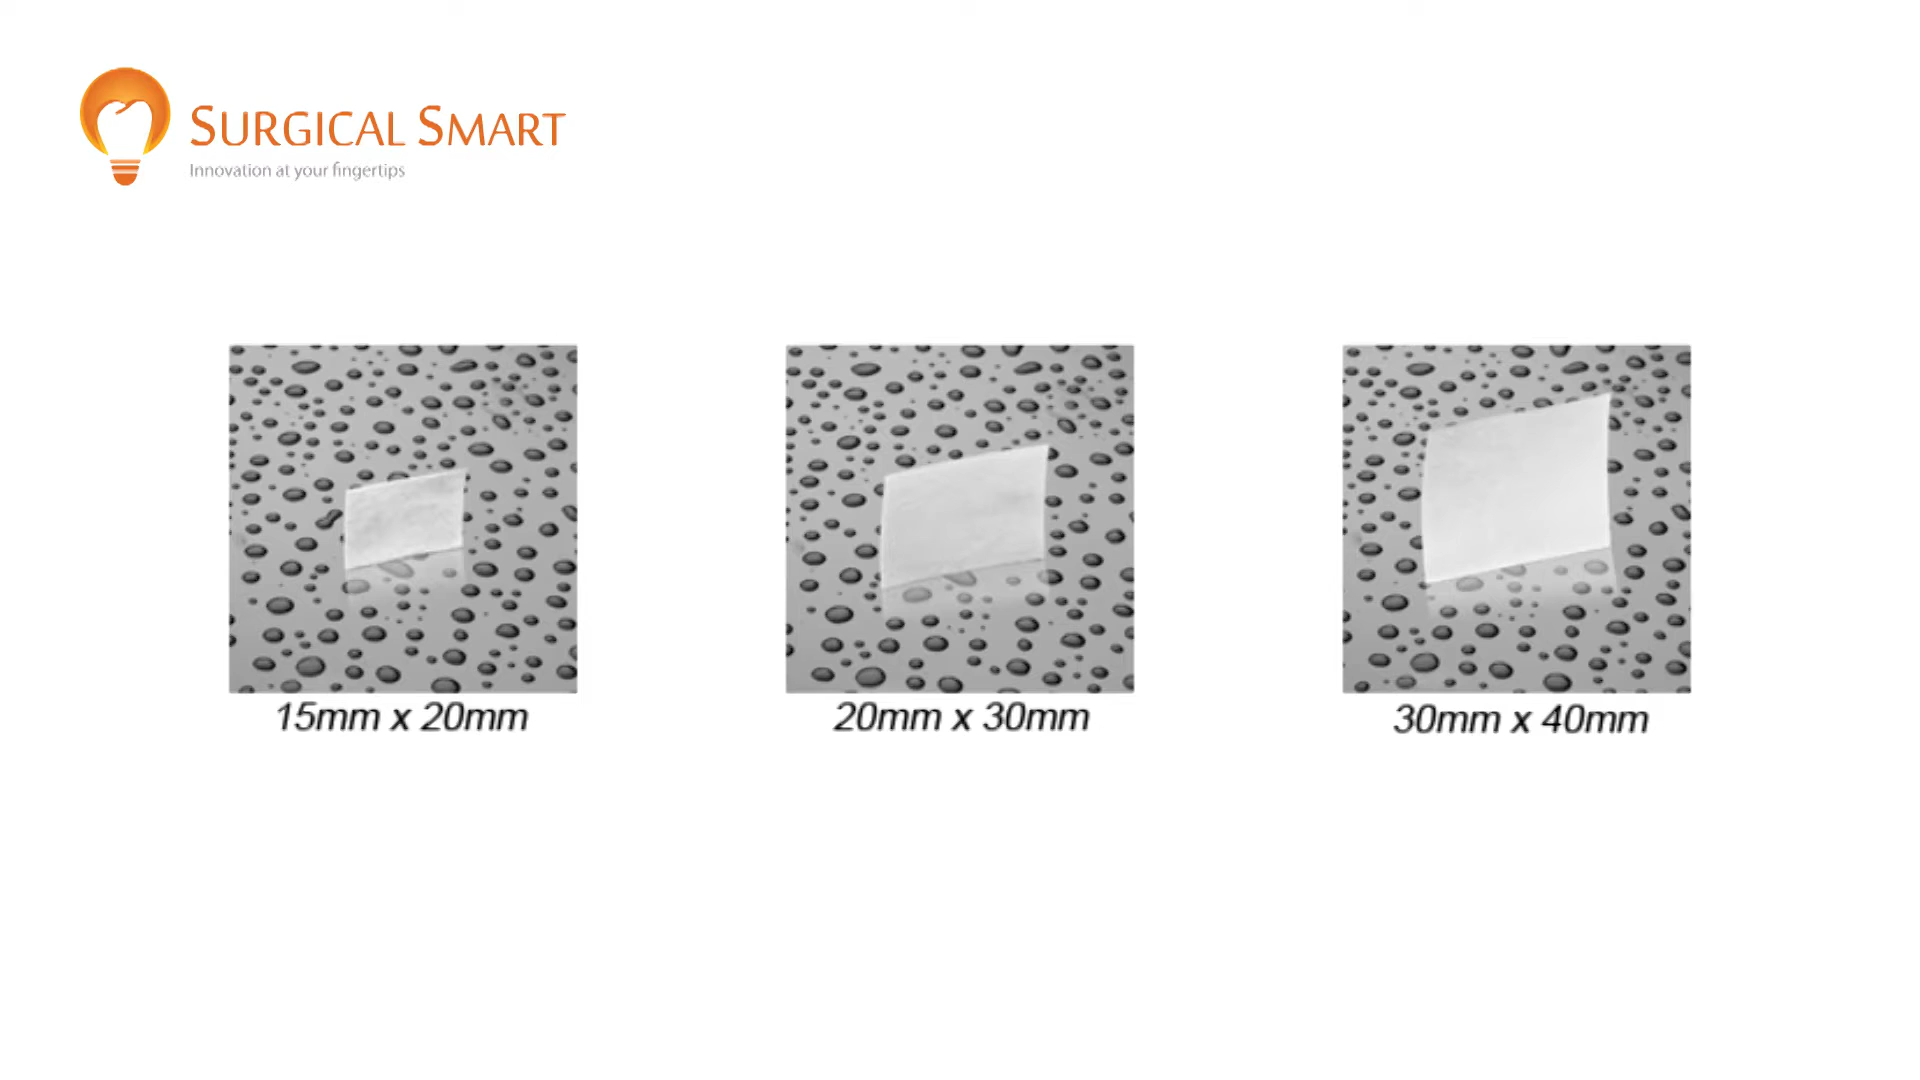 SURGICAL SMART
Innovation at your fingertips
15mm x 20mm
20mm x 30mm
30mm x 40mm